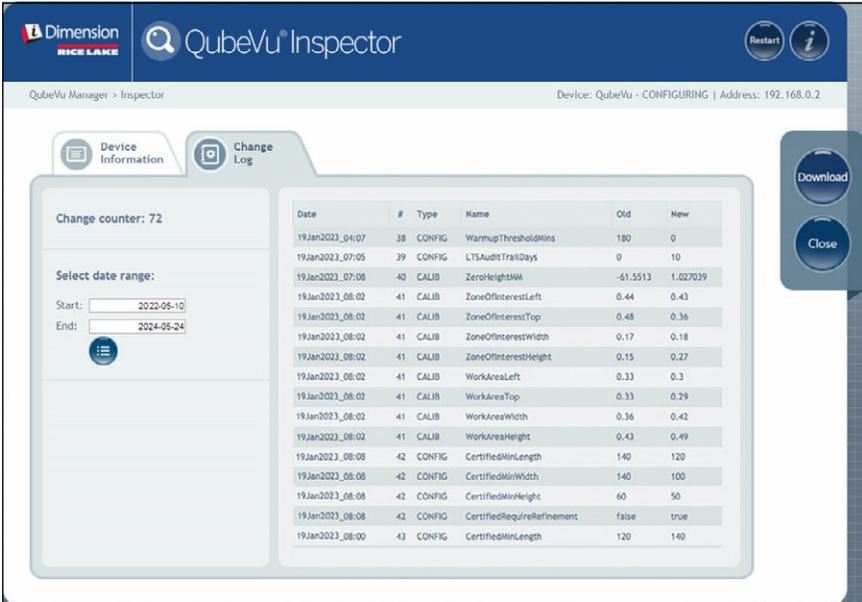 iDimension
RICE LAKE
QubeVu® Inspector
Restart
i
QubeVu Manager > Inspector
Device: QubeVu - CONFIGURING | Address: 192.168.0.2
Device Information
Change Log
Download
Close
Change counter: 72
Select date range:
Start: 2022-05-10
End: 2024-05-24
Date # Type Name Old New
19Jan2023_04:07 38 CONFIG WarmupThresholdMins 180 0
19Jan2023_07:05 39 CONFIG LTSAuditTrailDays 0 10
19Jan2023_07:08 40 CALIB ZeroHeightMM -61.5513 1.027039
19Jan2023_08:02 41 CALIB ZoneOfInterestLeft 0.44 0.43
19Jan2023_08:02 41 CALIB ZoneOfInterestTop 0.48 0.36
19Jan2023_08:02 41 CALIB ZoneOfInterestWidth 0.17 0.18
19Jan2023_08:02 41 CALIB ZoneOfInterestHeight 0.15 0.27
19Jan2023_08:02 41 CALIB WorkAreaLeft 0.33 0.3
19Jan2023_08:02 41 CALIB WorkAreaTop 0.33 0.29
19Jan2023_08:02 41 CALIB WorkAreaWidth 0.36 0.42
19Jan2023_08:02 41 CALIB WorkAreaHeight 0.43 0.49
19Jan2023_08:08 42 CONFIG CertifiedMinLength 140 120
19Jan2023_08:08 42 CONFIG CertifiedMinWidth 140 100
19Jan2023_08:08 42 CONFIG CertifiedMinHeight 60 50
19Jan2023_08:08 42 CONFIG CertifiedRequireRefinement false true
19Jan2023_08:00 43 CONFIG CertifiedMinLength 120 140